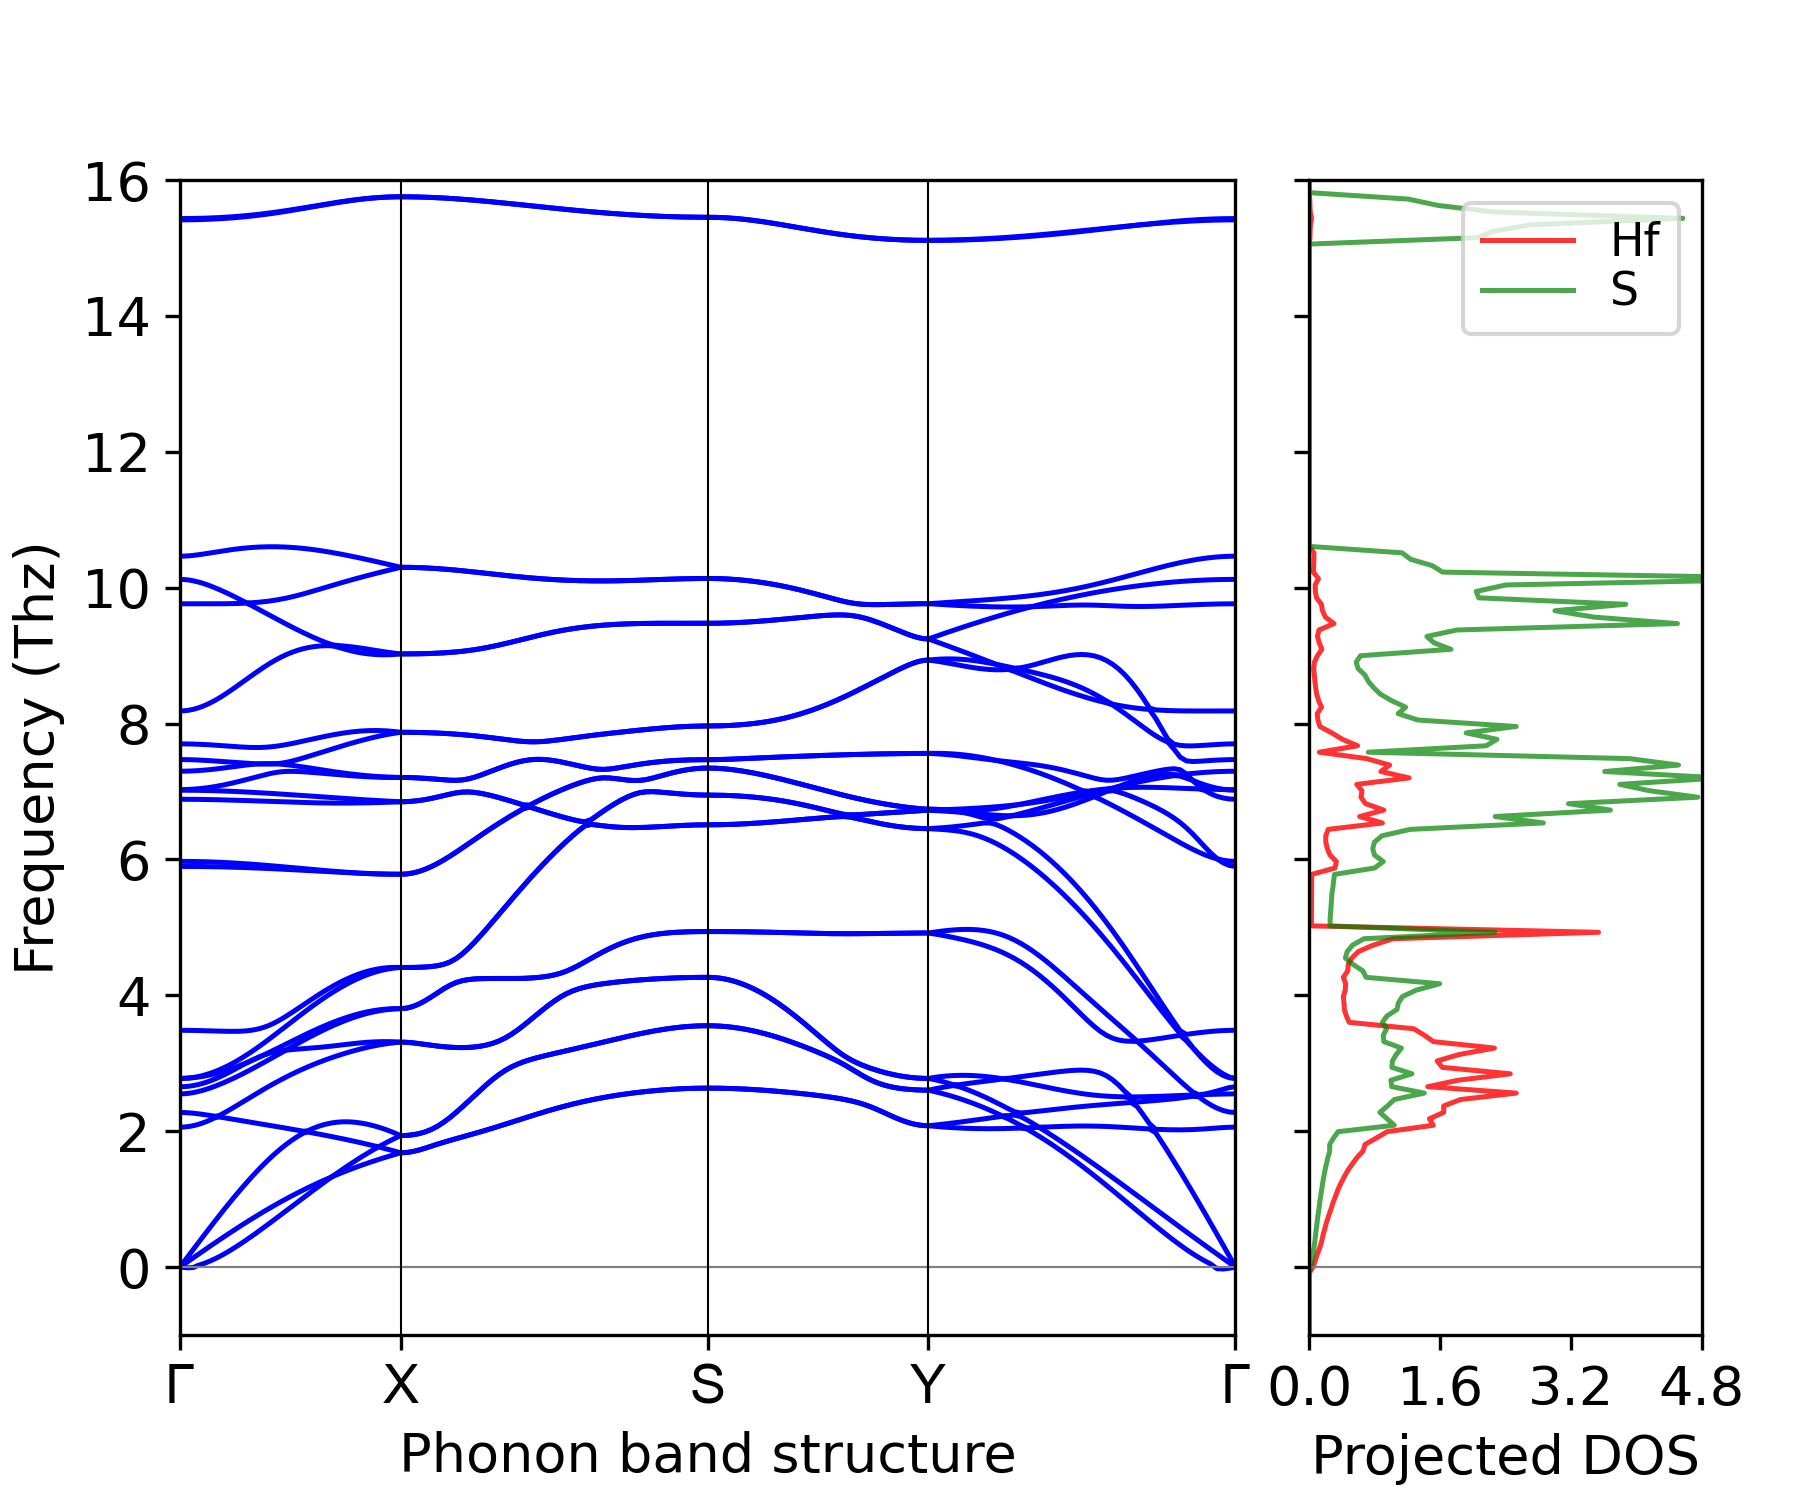 16
14
12
10
8
6
4
2
0
Frequency (Thz)
Γ X S Y Γ
Phonon band structure
Hf
S
0.0 1.6 3.2 4.8
Projected DOS